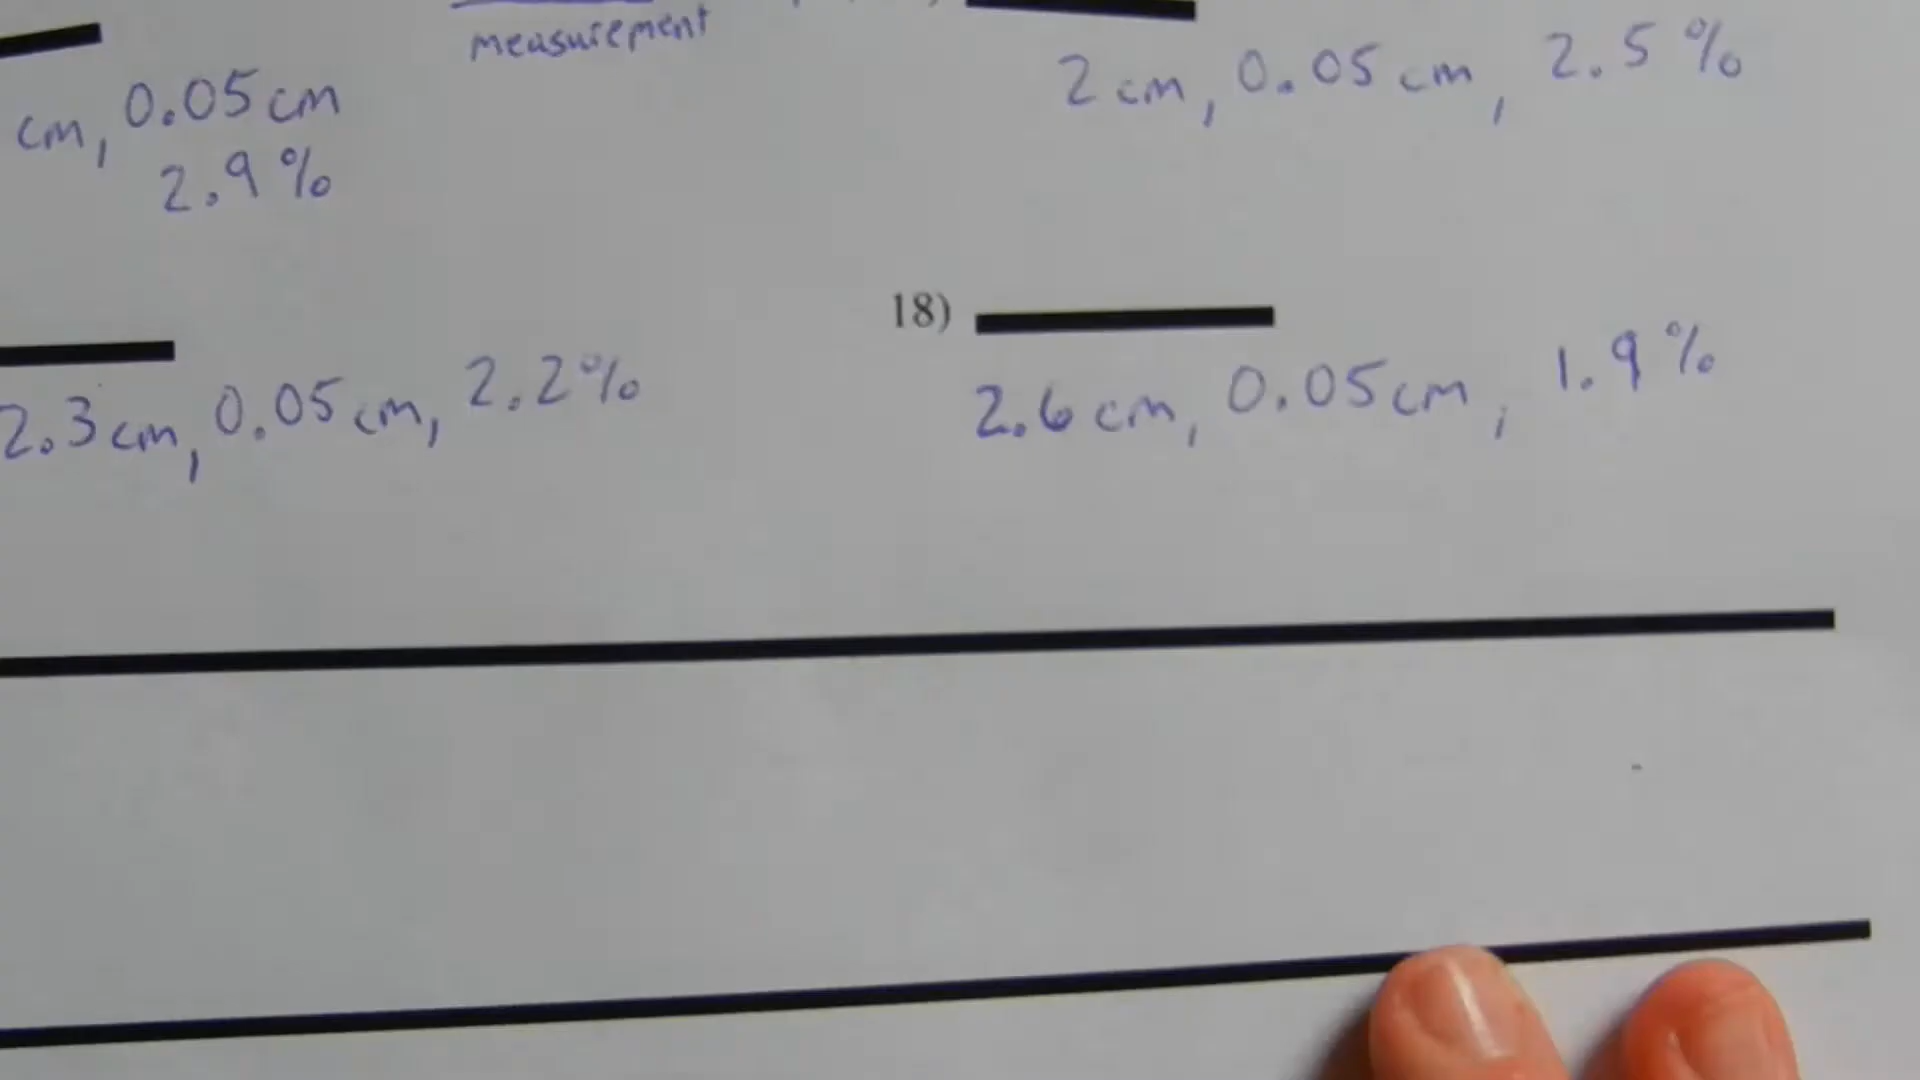 measurement
cm, 0.05 cm
2.9%
2 cm, 0.05 cm, 2.5%
2.3 cm, 0.05 cm, 2.2%
18)
2.6 cm, 0.05 cm, 1.9%